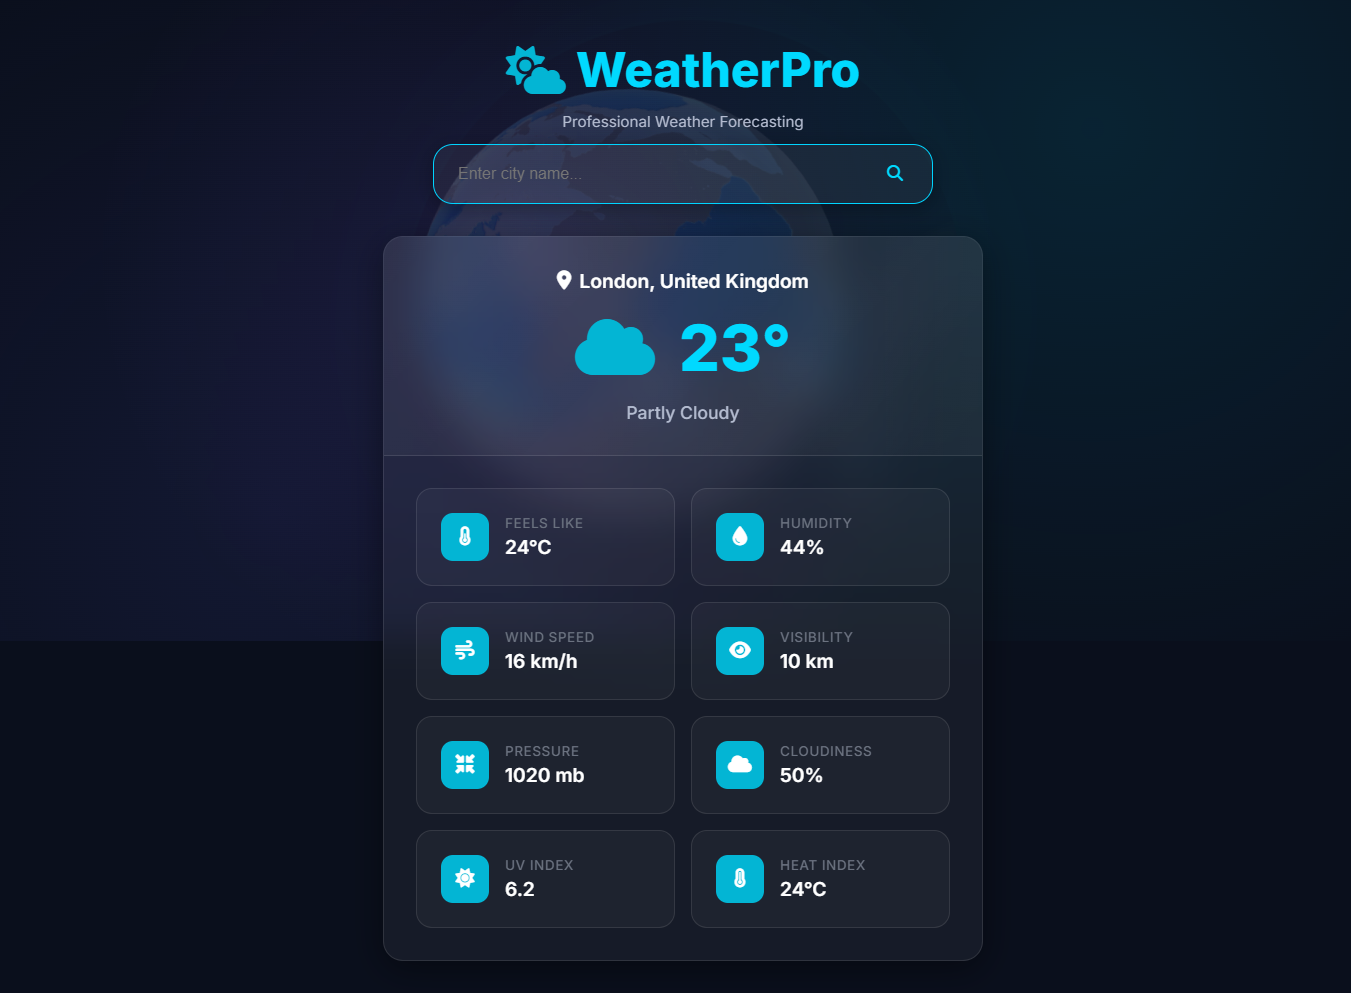 WeatherPro
Professional Weather Forecasting
Enter city name...
London, United Kingdom
23°
Partly Cloudy
FEELS LIKE
24°C
HUMIDITY
44%
WIND SPEED
16 km/h
VISIBILITY
10 km
PRESSURE
1020 mb
CLOUDINESS
50%
UV INDEX
6.2
HEAT INDEX
24°C